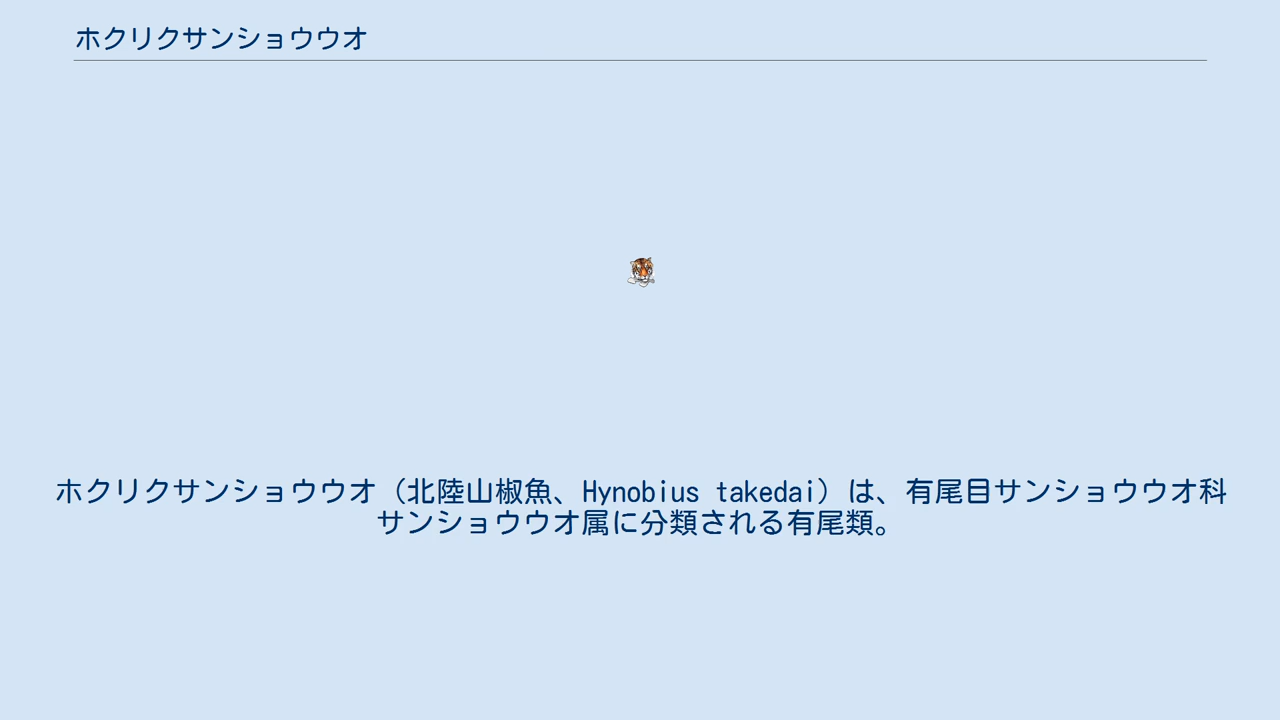 ホクリクサンショウウオ
ホクリクサンショウウオ（北陸山椒魚、Hynobius takedai）は、有尾目サンショウウオ科
サンショウウオ属に分類される有尾類。